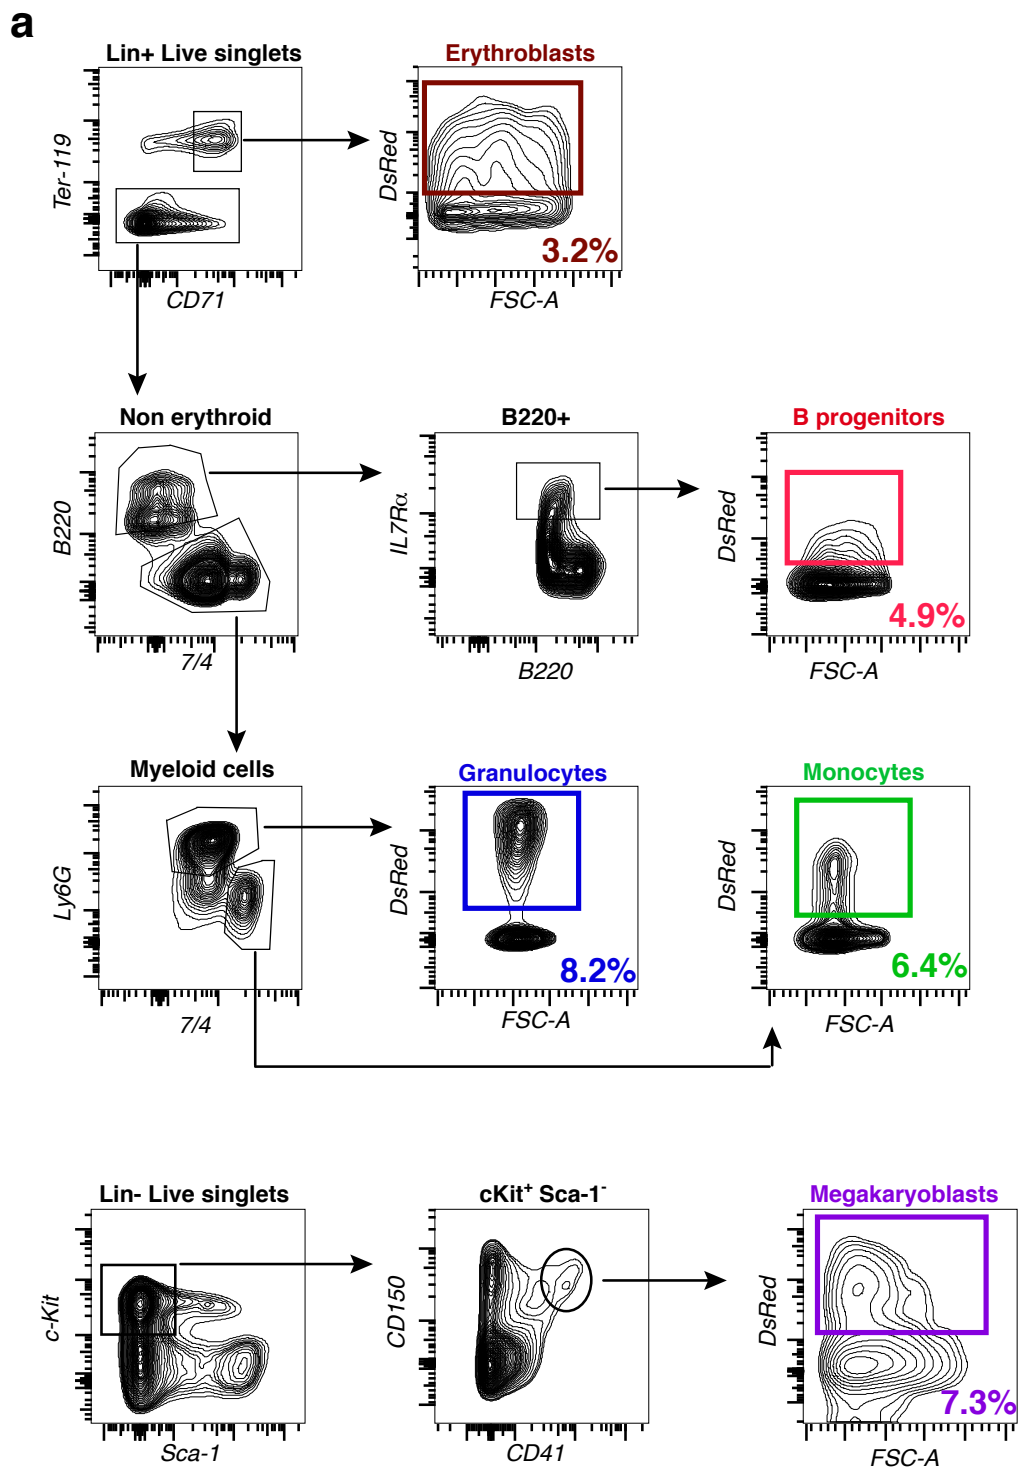 a
Lin+ Live singlets
Erythroblasts
Ter-119
DsRed
3.2%
CD71
FSC-A
Non erythroid
B220+
B progenitors
B220
IL7Rα
DsRed
4.9%
7/4
B220
FSC-A
Myeloid cells
Granulocytes
Monocytes
Ly6G
DsRed
DsRed
8.2%
6.4%
7/4
FSC-A
FSC-A
Lin- Live singlets
cKit⁺ Sca-1⁻
Megakaryoblasts
c-Kit
CD150
DsRed
7.3%
Sca-1
CD41
FSC-A